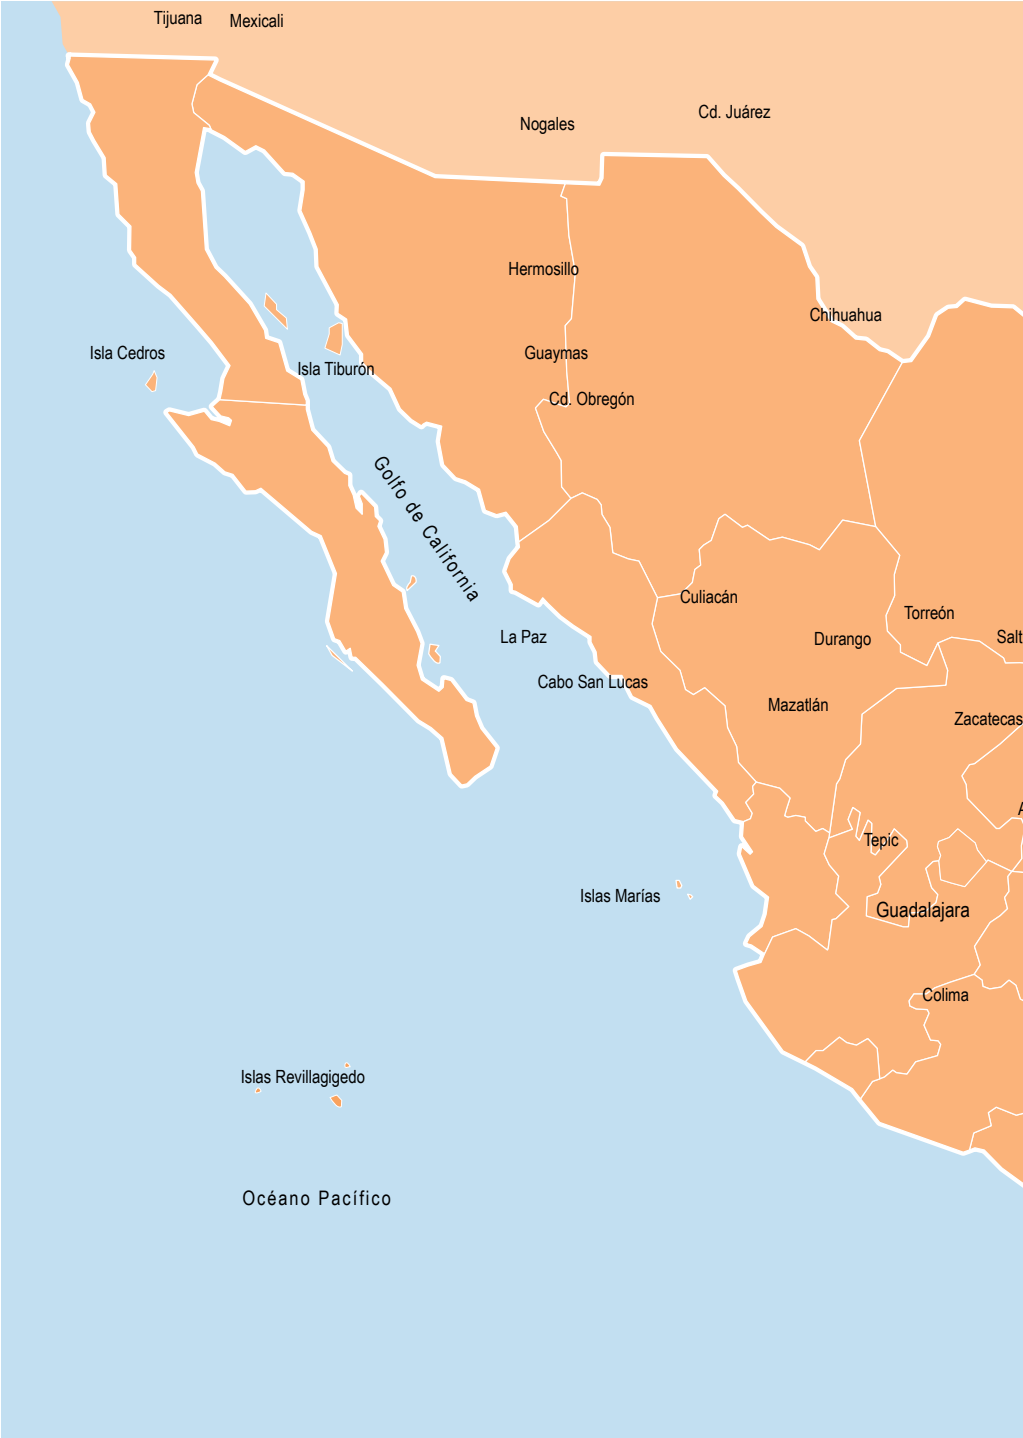 Tijuana
Mexicali
Cd. Juárez
Nogales
Hermosillo
Chihuahua
Isla Cedros
Guaymas
Isla Tiburón
Cd. Obregón
Golfo de California
Culiacán
Torreón
La Paz
Durango
Salt
Cabo San Lucas
Mazatlán
Zacatecas
A
Tepic
Islas Marías
Guadalajara
Colima
Islas Revillagigedo
Océano Pacífico